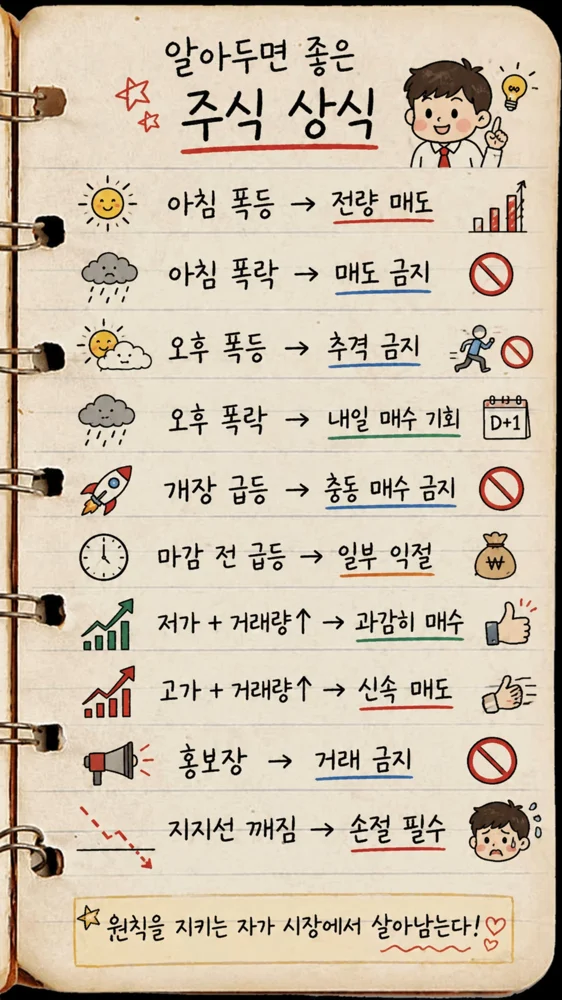 알아두면 좋은
주식 상식
아침 폭등 → 전량 매도
아침 폭락 → 매도 금지
오후 폭등 → 추격 금지
오후 폭락 → 내일 매수 기회 D+1
개장 급등 → 충동 매수 금지
마감 전 급등 → 일부 익절 ₩
저가 + 거래량↑ → 과감히 매수
고가 + 거래량↑ → 신속 매도
홍보장 → 거래 금지
지지선 깨짐 → 손절 필수
원칙을 지키는 자가 시장에서 살아남는다!